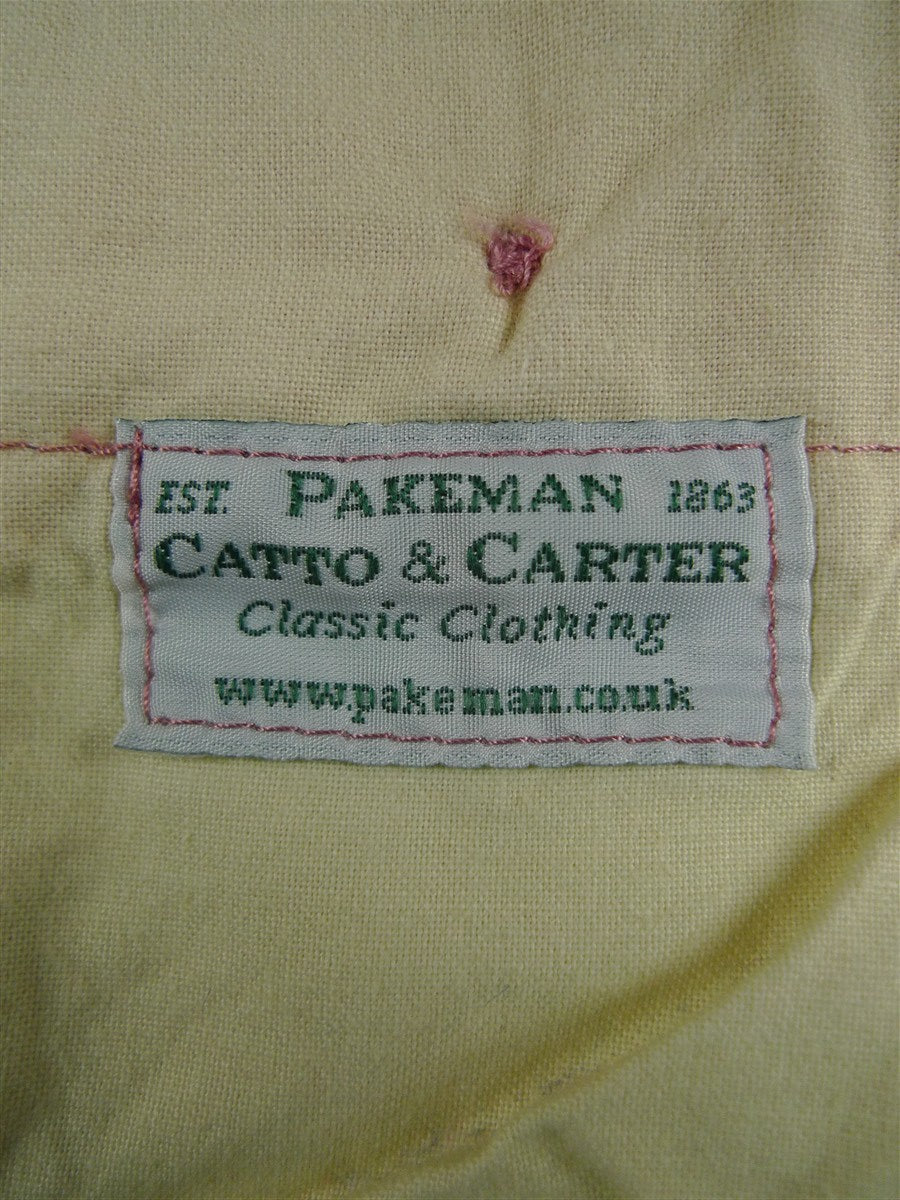 EST. PAKEMAN 1863
CATTO & CARTER
Classic Clothing
www.pakeman.co.uk